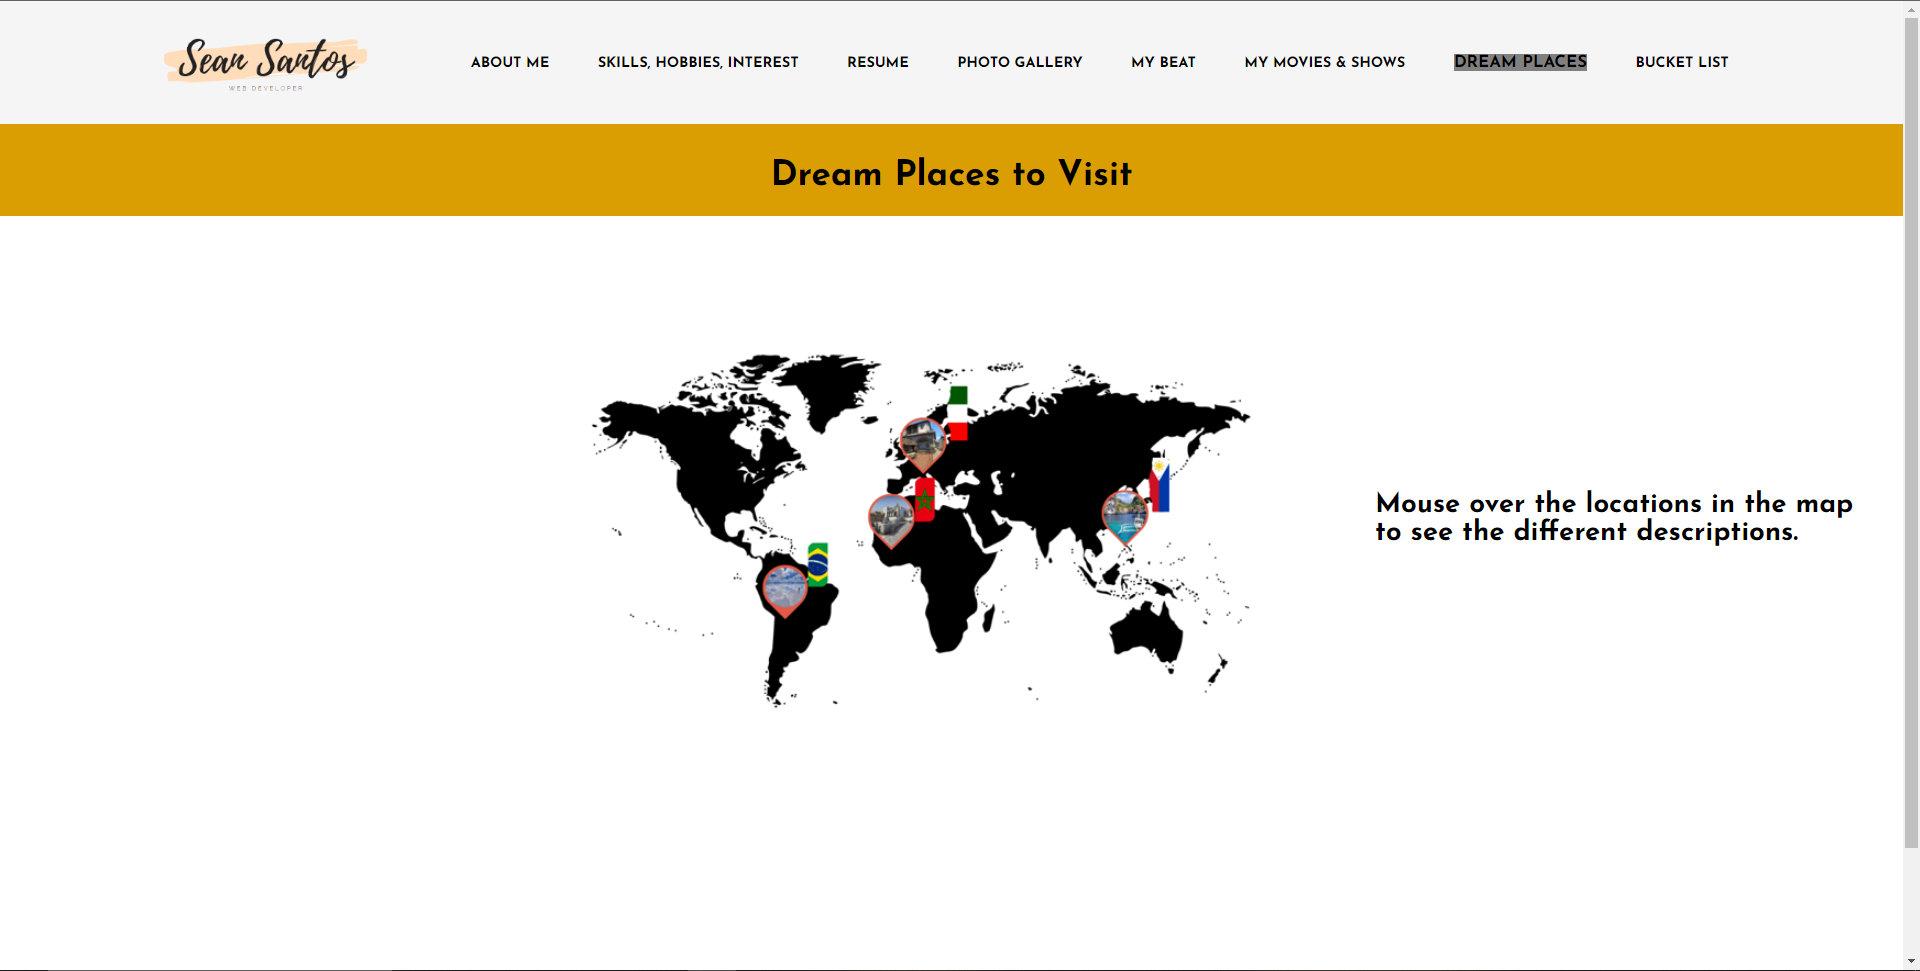 Sean Santos
WEB DEVELOPER
ABOUT ME
SKILLS, HOBBIES, INTEREST
RESUME
PHOTO GALLERY
MY BEAT
MY MOVIES & SHOWS
DREAM PLACES
BUCKET LIST
Dream Places to Visit
Mouse over the locations in the map
to see the different descriptions.